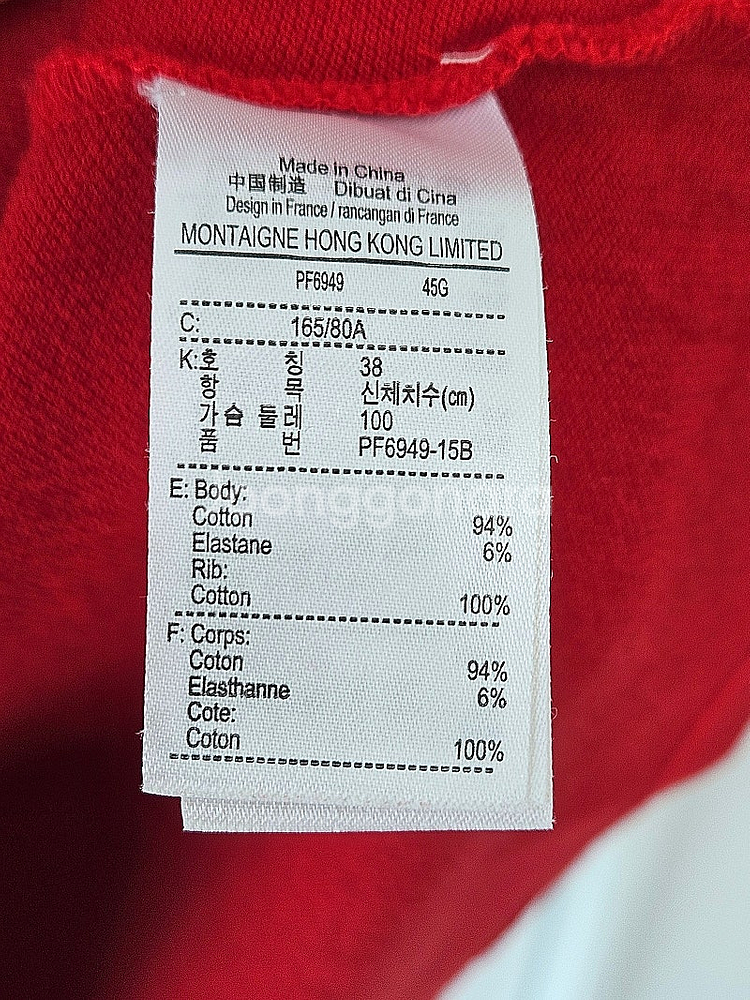 Made in China
中国制造 Dibuat di Cina
Design in France / rancangan di France
MONTAIGNE HONG KONG LIMITED
PF6949 45G
C: 165/80A
K:호 칭 38
항 목 신체치수(cm)
가슴 둘레 100
품 번 PF6949-15B
E: Body:
Cotton 94%
Elastane 6%
Rib:
Cotton 100%
F: Corps:
Coton 94%
Elasthanne 6%
Cote:
Coton 100%